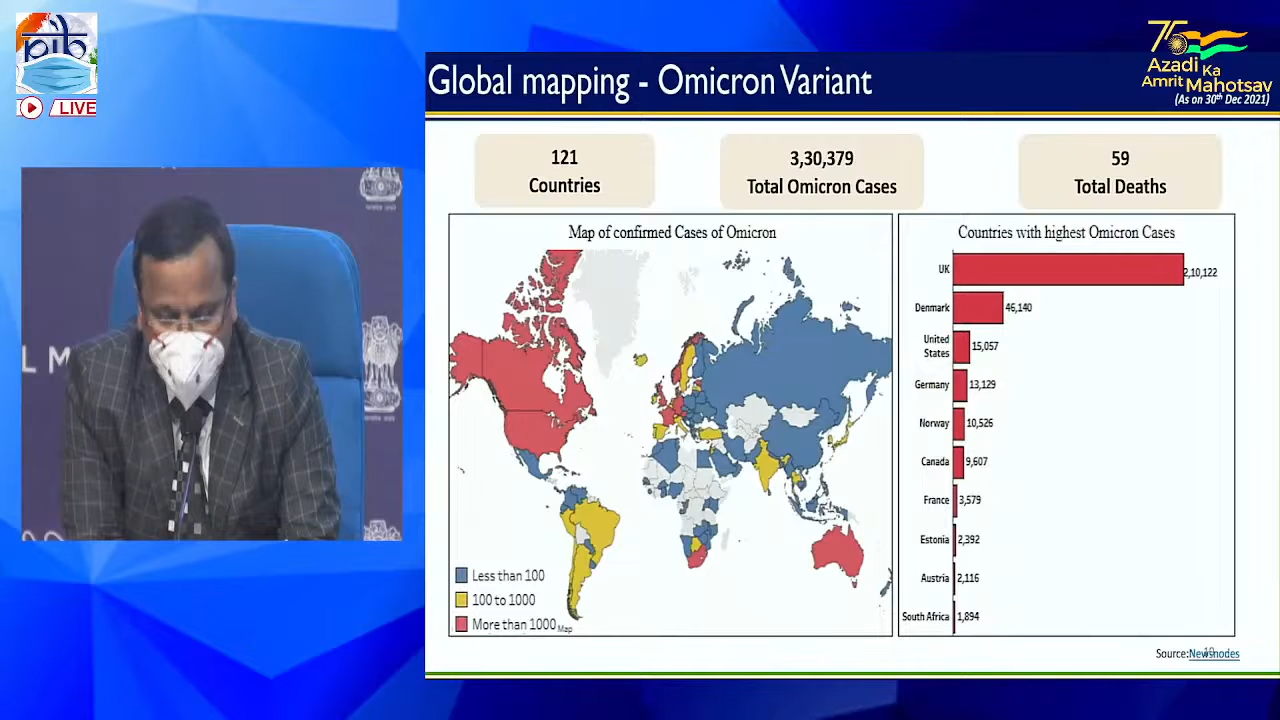 pib
LIVE
L M
Global mapping - Omicron Variant
75
Azadi Ka
Amrit Mahotsav
(As on 30th Dec 2021)
121
Countries
3,30,379
Total Omicron Cases
59
Total Deaths
Map of confirmed Cases of Omicron
Less than 100
100 to 1000
More than 1000
Map
Countries with highest Omicron Cases
UK 2,10,122
Denmark 46,140
United
States 15,057
Germany 13,129
Norway 10,526
Canada 9,607
France 3,579
Estonia 2,392
Austria 2,116
South Africa 1,894
Source:Newsnodes
19